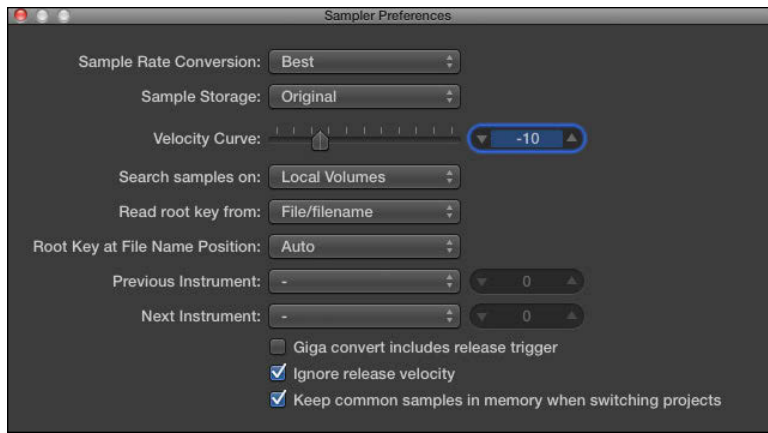 Sampler Preferences
Sample Rate Conversion: Best
Sample Storage: Original
Velocity Curve: -10
Search samples on: Local Volumes
Read root key from: File/filename
Root Key at File Name Position: Auto
Previous Instrument: - 0
Next Instrument: - 0
Giga convert includes release trigger
Ignore release velocity
Keep common samples in memory when switching projects